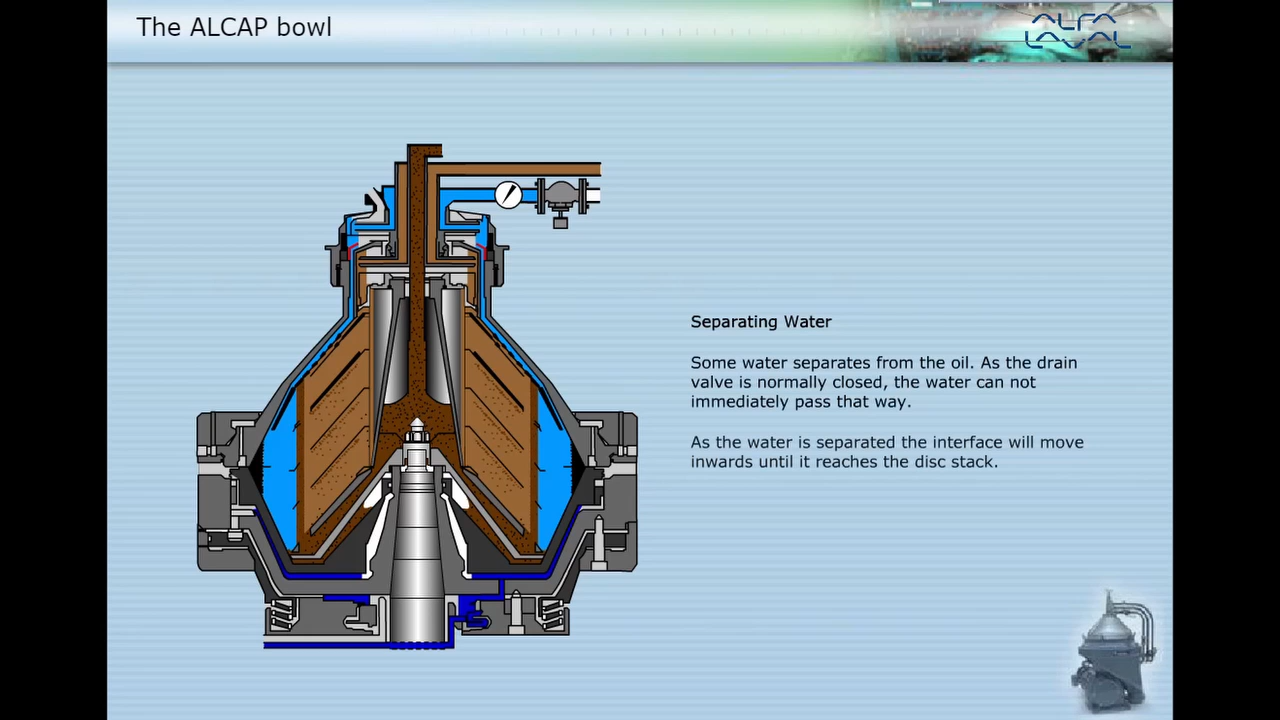 The ALCAP bowl
ALFA
LAVAL
Separating Water
Some water separates from the oil. As the drain
valve is normally closed, the water can not
immediately pass that way.
As the water is separated the interface will move
inwards until it reaches the disc stack.